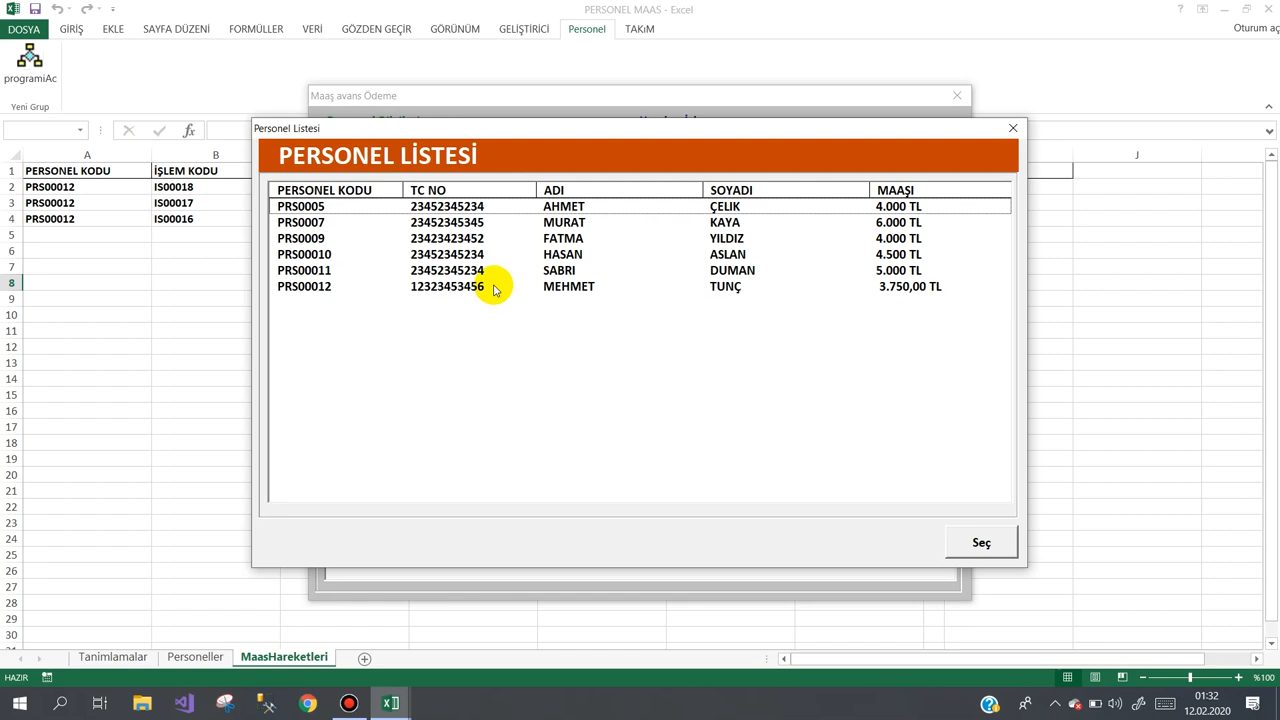 PERSONEL MAAS - Excel
DOSYA GİRİŞ EKLE SAYFA DÜZENİ FORMÜLLER VERİ GÖZDEN GEÇİR GÖRÜNÜM GELİŞTİRİCİ Personel TAKıM Oturum aç
programiAc
Yeni Grup
Maaş avans Ödeme
Personel Listesi
PERSONEL LİSTESİ
A B J
1 PERSONEL KODU İŞLEM KODU
2 PRS00012 IS00018
3 PRS00012 IS00017
4 PRS00012 IS00016
5
6
7
8
9
10
11
12
13
14
15
16
17
18
19
20
21
22
23
24
25
26
27
28
29
30
PERSONEL KODU TC NO ADI SOYADI MAAŞI
PRS0005 23452345234 AHMET ÇELIK 4.000 TL
PRS0007 23452345345 MURAT KAYA 6.000 TL
PRS0009 23423423452 FATMA YILDIZ 4.000 TL
PRS00010 23452345234 HASAN ASLAN 4.500 TL
PRS00011 23452345234 SABRI DUMAN 5.000 TL
PRS00012 12323453456 MEHMET TUNÇ 3.750,00 TL
Seç
Tanimlamalar Personeller MaasHareketleri
HAZIR %100
01:32
12.02.2020